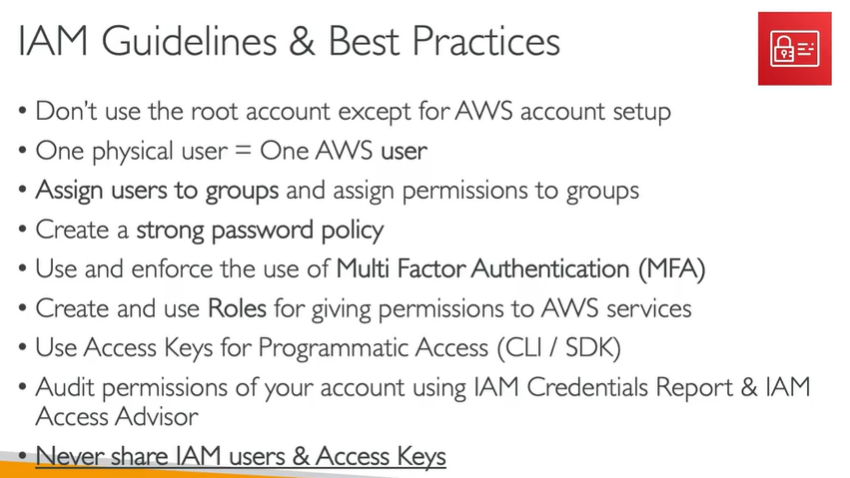 IAM Guidelines & Best Practices
• Don't use the root account except for AWS account setup
• One physical user = One AWS user
• Assign users to groups and assign permissions to groups
• Create a strong password policy
• Use and enforce the use of Multi Factor Authentication (MFA)
• Create and use Roles for giving permissions to AWS services
• Use Access Keys for Programmatic Access (CLI / SDK)
• Audit permissions of your account using IAM Credentials Report & IAM
Access Advisor
• Never share IAM users & Access Keys